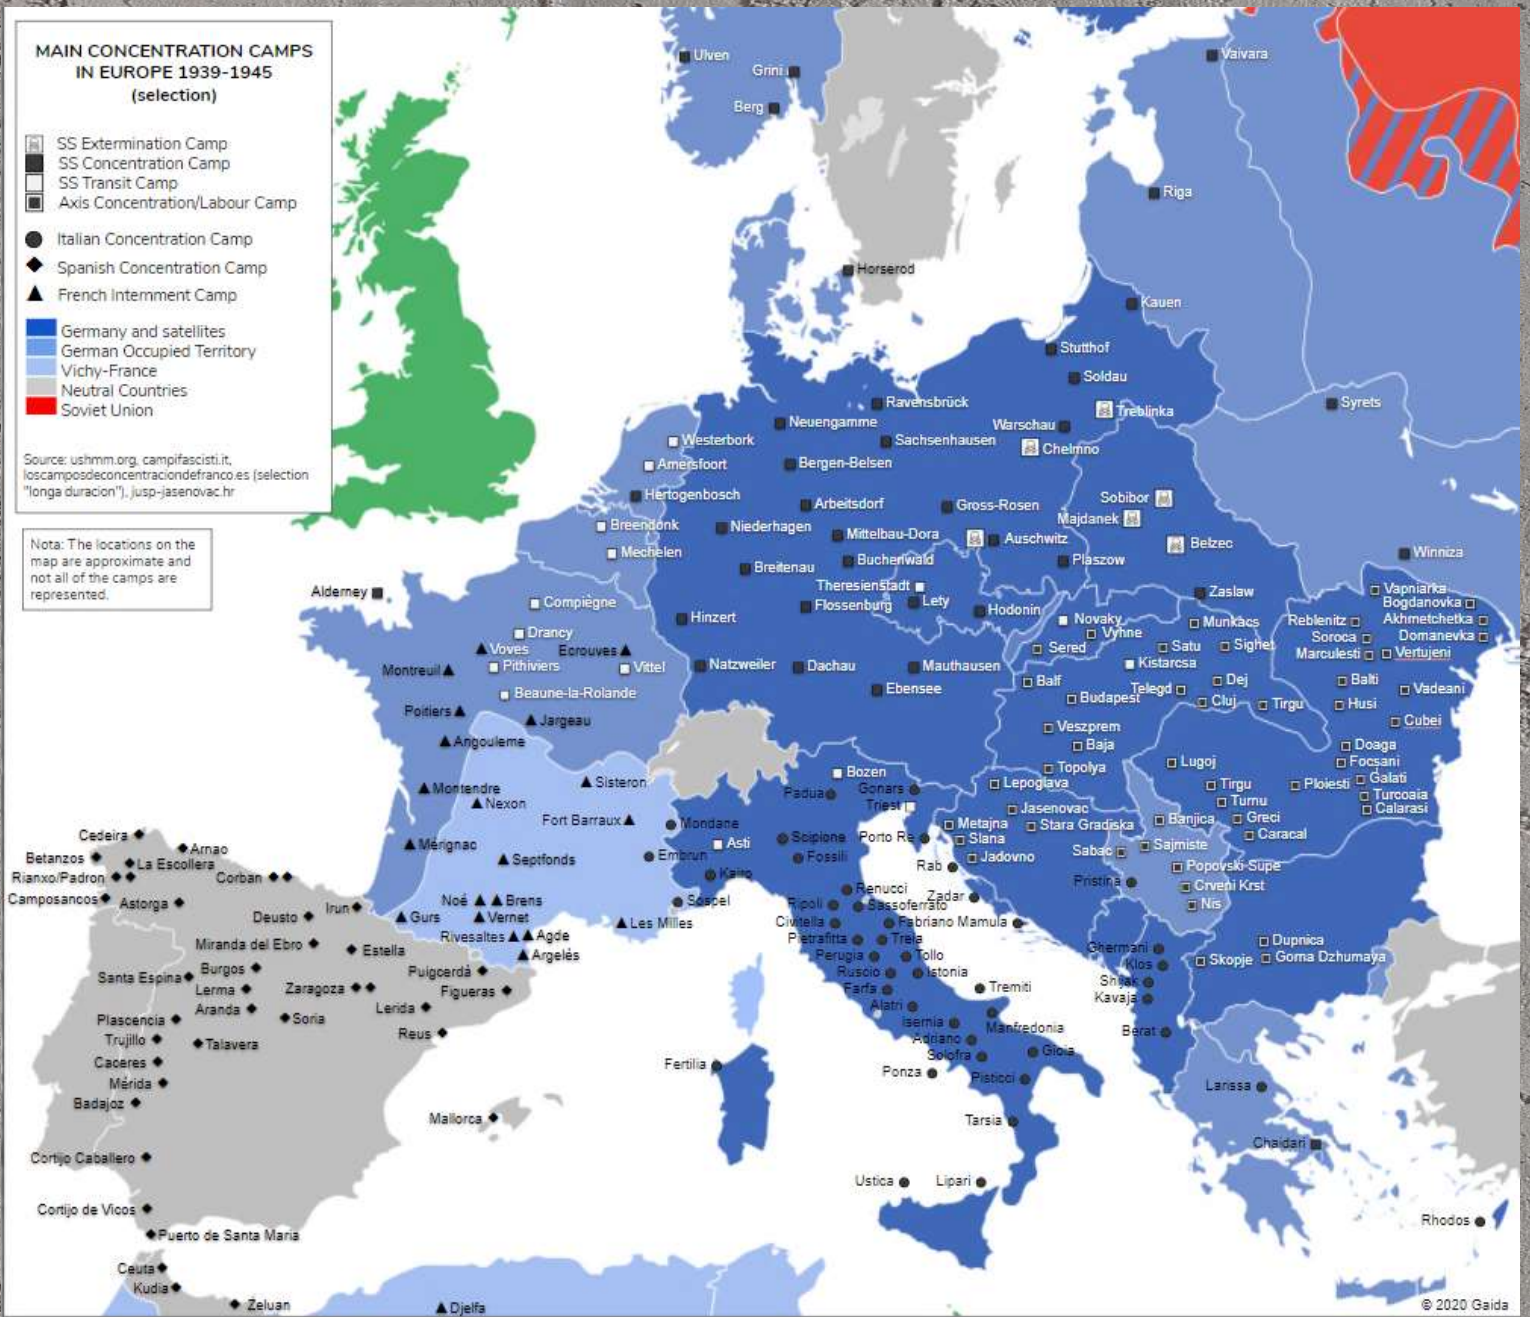 MAIN CONCENTRATION CAMPS
IN EUROPE 1939-1945
(selection)
SS Extermination Camp
SS Concentration Camp
SS Transit Camp
Axis Concentration/Labour Camp
Italian Concentration Camp
Spanish Concentration Camp
French Internment Camp
Germany and satellites
German Occupied Territory
Vichy-France
Neutral Countries
Soviet Union
Source: ushmm.org, campifascisti.it,
loscamposdeconcentraciondefranco.es (selection
"longa duracion"), jusp-jasenovac.hr
Nota: The locations on the
map are approximate and
not all of the camps are
represented.
Ulven
Grini
Berg
Vaivara
Riga
Horserod
Kauen
Stutthof
Soldau
Ravensbrück
Treblinka
Syrets
Neuengamme
Warschau
Westerbork
Sachsenhausen
Chelmno
Amersfoort
Bergen-Belsen
Hertogenbosch
Arbeitsdorf
Gross-Rosen
Sobibor
Majdanek
Breendonk
Niederhagen
Mittelbau-Dora
Auschwitz
Belzec
Mechelen
Buchenwald
Plaszow
Winniza
Breitenau
Theresienstadt
Alderney
Compiègne
Flossenburg
Lety
Hodonin
Zaslaw
Vapniarka
Bogdanovka
Hinzert
Novaky
Munkacs
Reblenitz
Akhmetchetka
Drancy
Vyhne
Soroca
Domanevka
Voves
Ecrouves
Sered
Satu
Sighet
Marculesti
Vertujeni
Montreuil
Pithiviers
Vittel
Natzweiler
Dachau
Mauthausen
Kistarcsa
Beaune-la-Rolande
Ebensee
Balf
Telegd
Dej
Balti
Vadeani
Budapest
Cluj
Tirgu
Husi
Poitiers
Jargeau
Cubei
Angouleme
Veszprem
Baja
Doaga
Bozen
Topolya
Lugoj
Focsani
Sisteron
Lepoglava
Tirgu
Ploiesti
Galati
Montendre
Padua
Gonars
Turcoaia
Nexon
Triest
Jasenovac
Turnu
Calarasi
Fort Barraux
Mondane
Metajna
Stara Gradiska
Banjica
Greci
Cedeira
Scipione
Porto Re
Slana
Caracal
Arnao
Mérignac
Asti
Sabac
Sajmiste
Betanzos
La Escollera
Septfonds
Embrun
Fossili
Rab
Jadovno
Popovski Supe
Rianxo/Padron
Corban
Kairo
Pristina
Crveni Krst
Camposancos
Astorga
Noé
Brens
Sospel
Renucci
Zadar
Nis
Irun
Ripoli
Sassoferrato
Deusto
Gurs
Vernet
Les Milles
Civitella
Fabriano
Mamula
Miranda del Ebro
Estella
Rivesaltes
Agde
Pietrafitta
Treia
Dupnica
Argelès
Perugia
Tollo
Ghermani
Gorna Dzhumaya
Santa Espina
Burgos
Puigcerdà
Ruscio
Istonia
Klos
Skopje
Lerma
Zaragoza
Figueras
Farfa
Tremiti
Shijak
Aranda
Soria
Lerida
Alatri
Kavaja
Plascencia
Reus
Isernia
Manfredonia
Berat
Trujillo
Talavera
Adriano
Caceres
Fertilia
Solofra
Gioia
Mérida
Ponza
Pisticci
Larissa
Badajoz
Mallorca
Tarsia
Chaidari
Cortijo Caballero
Ustica
Lipari
Cortijo de Vicos
Rhodos
Puerto de Santa Maria
Ceuta
Kudia
Zeluan
Djelfa
© 2020 Gaida